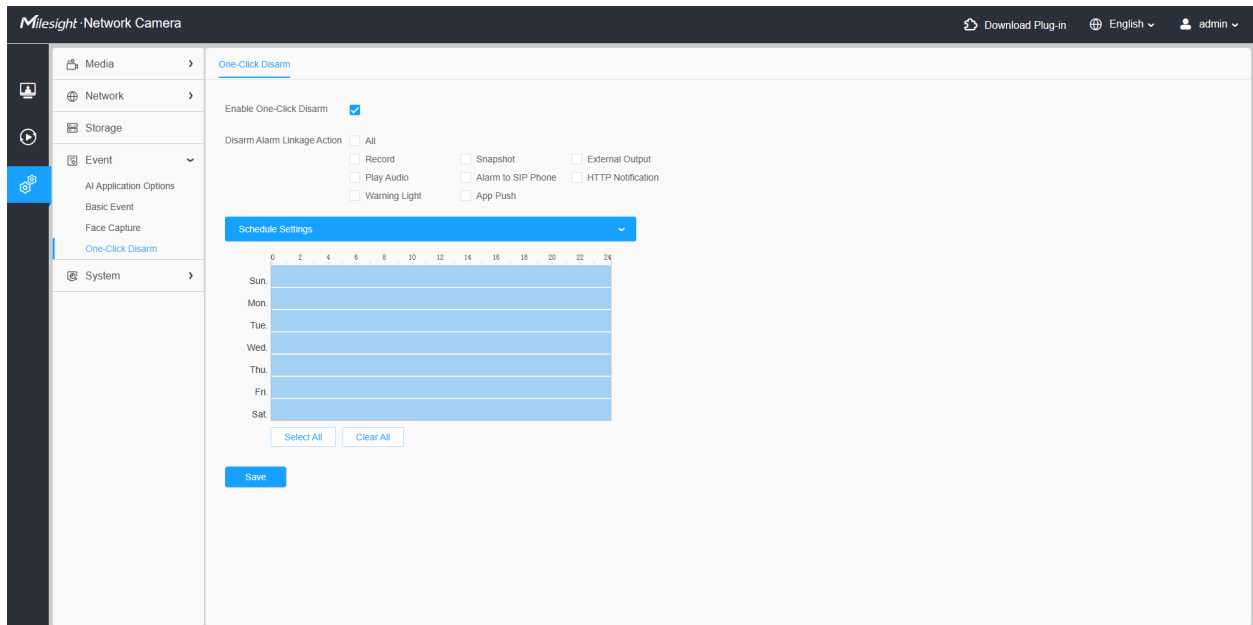 Milesight · Network Camera
Download Plug-in
English
admin
Media
Network
Storage
Event
AI Application Options
Basic Event
Face Capture
One-Click Disarm
System
One-Click Disarm
Enable One-Click Disarm
Disarm Alarm Linkage Action All
Record Snapshot External Output
Play Audio Alarm to SIP Phone HTTP Notification
Warning Light App Push
Schedule Settings
0 2 4 6 8 10 12 14 16 18 20 22 24
Sun.
Mon.
Tue.
Wed.
Thu.
Fri.
Sat.
Select All Clear All
Save